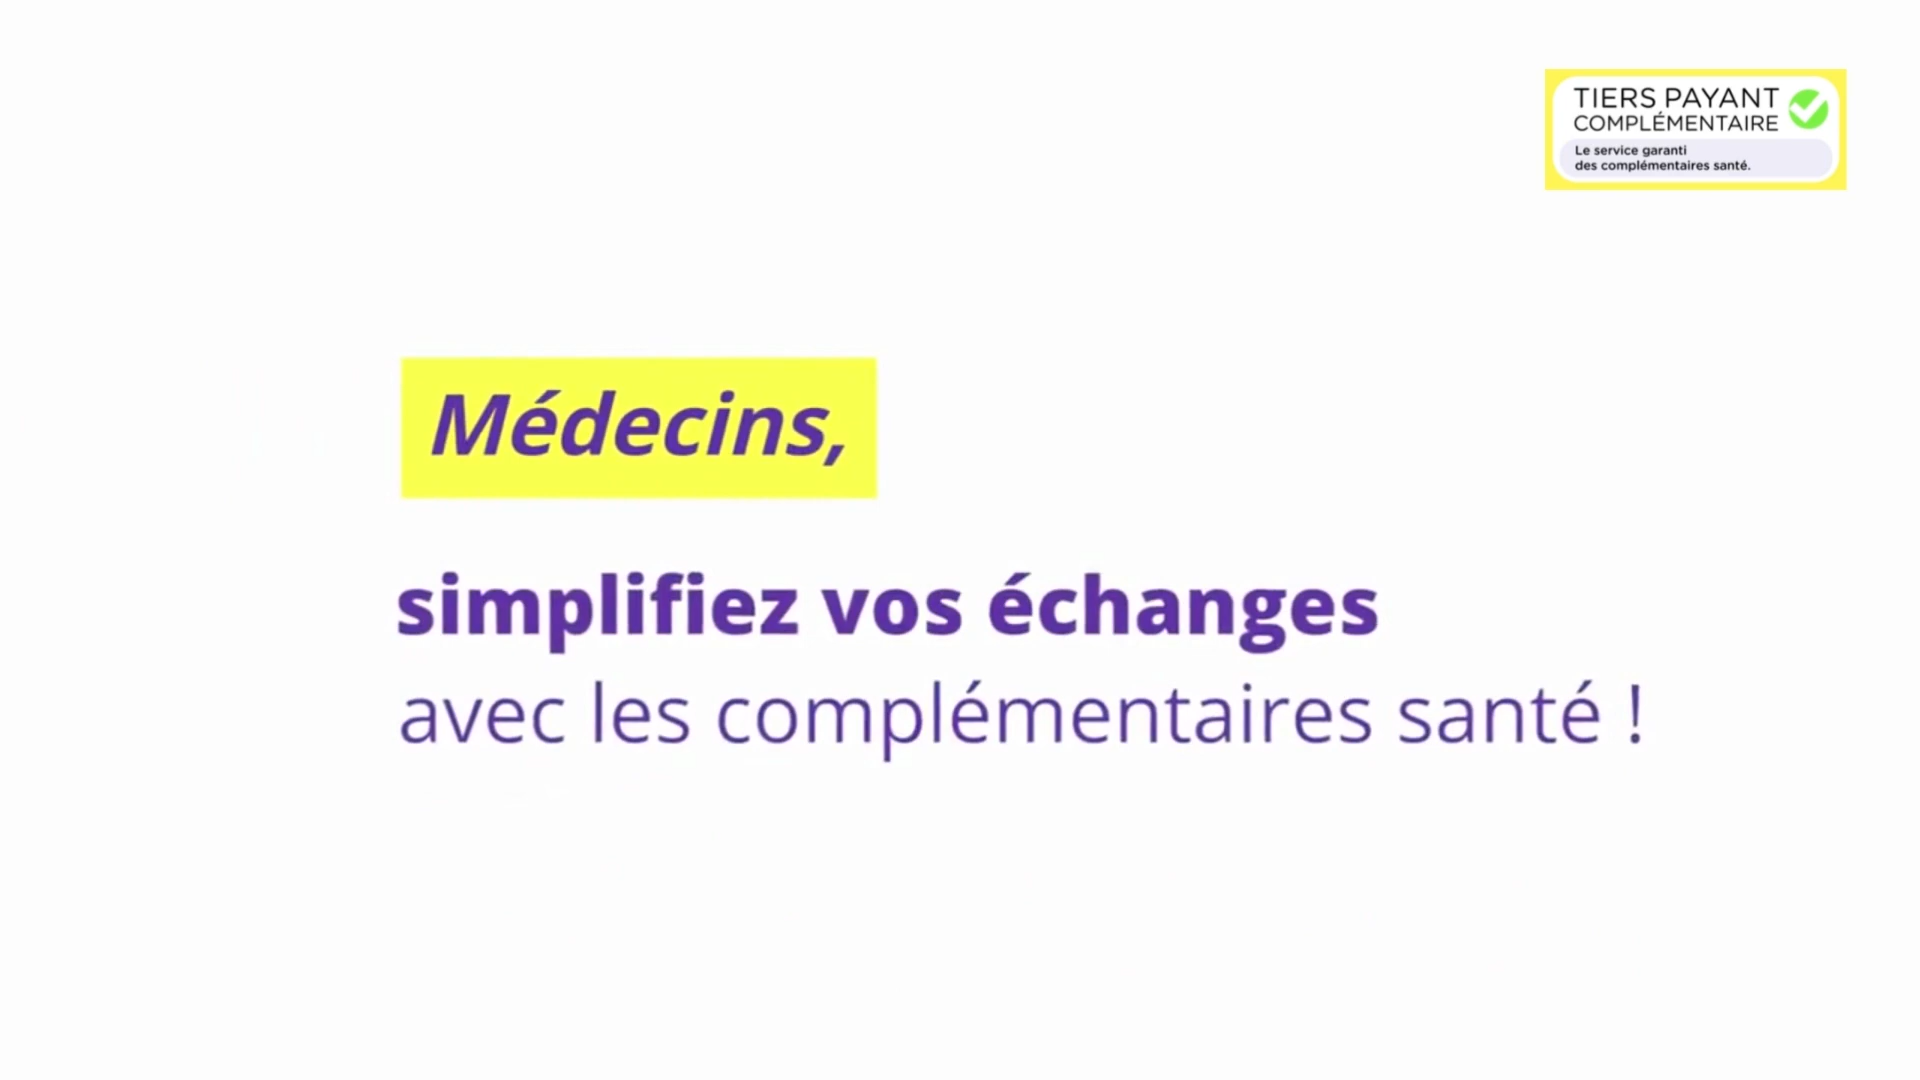 TIERS PAYANT
COMPLÉMENTAIRE
Le service garanti
des complémentaires santé.
Médecins,
simplifiez vos échanges
avec les complémentaires santé !